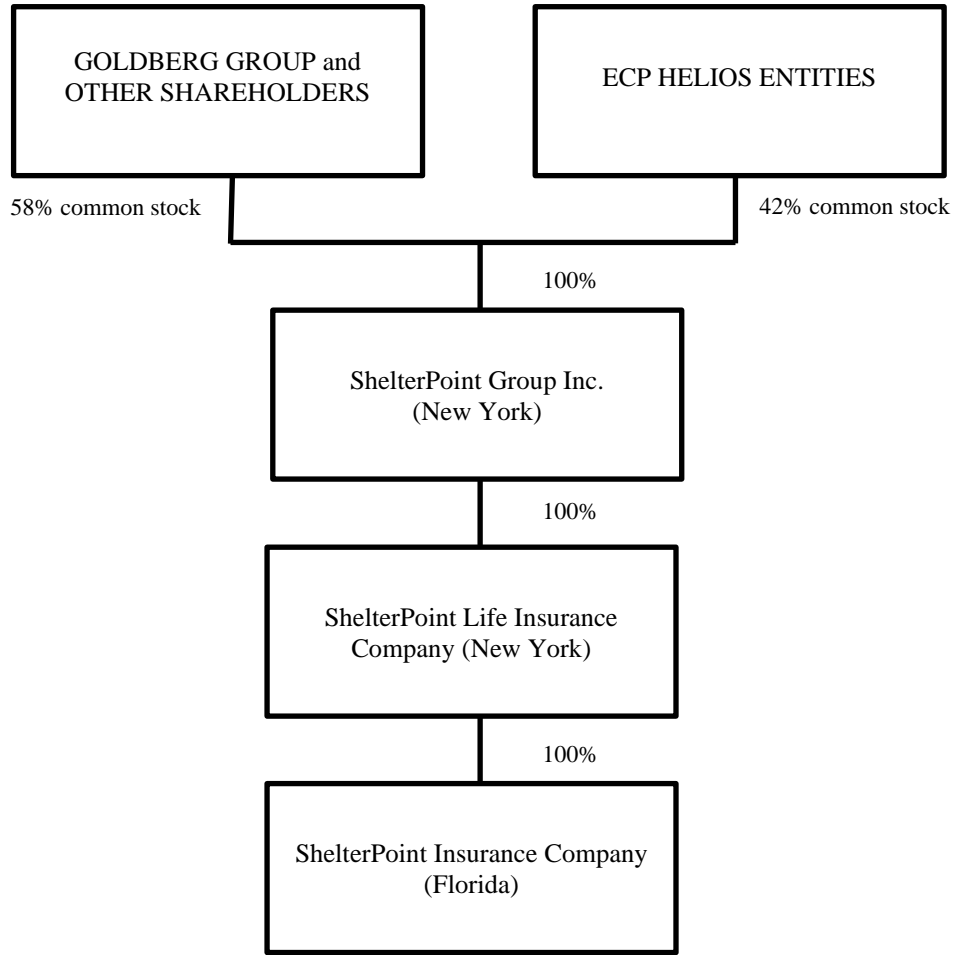 GOLDBERG GROUP and
OTHER SHAREHOLDERS
ECP HELIOS ENTITIES
58% common stock
42% common stock
100%
ShelterPoint Group Inc.
(New York)
100%
ShelterPoint Life Insurance
Company (New York)
100%
ShelterPoint Insurance Company
(Florida)